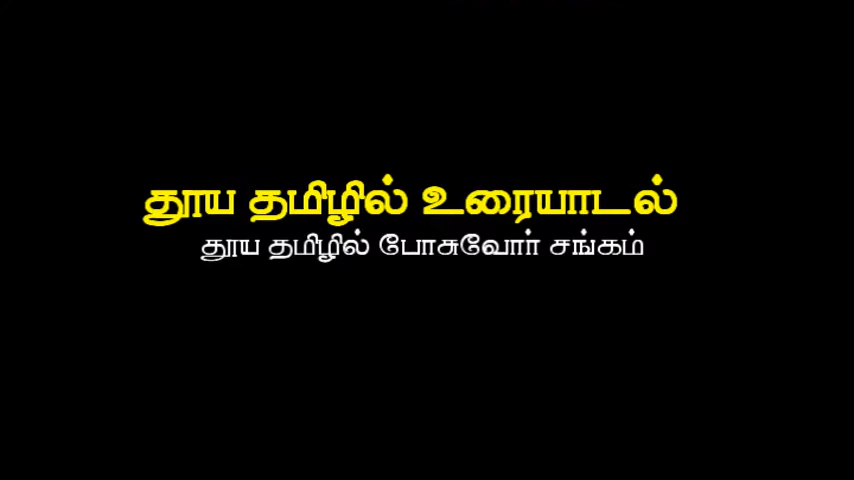 தூய தமிழில் உரையாடல்
தூய தமிழில் போசுவோர் சங்கம்